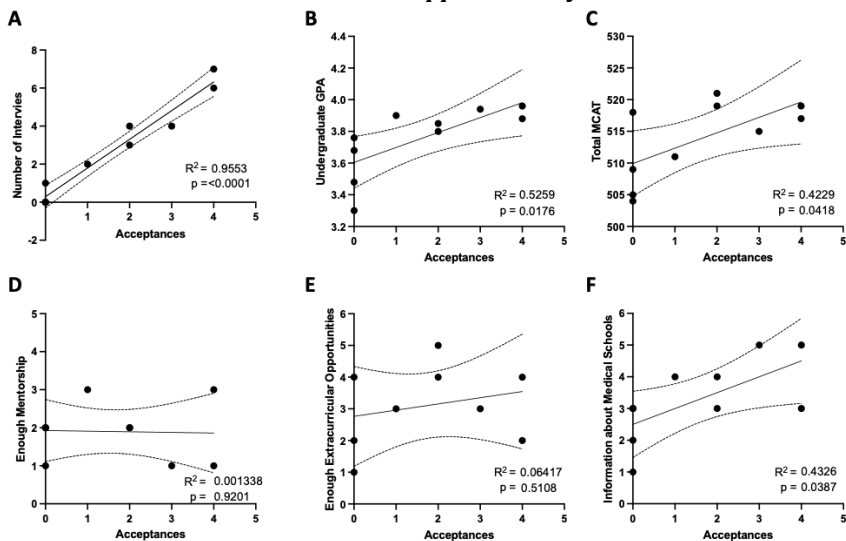 A
Number of Intervies
8
6
4
2
0
-2
0 1 2 3 4 5
Acceptances
R² = 0.9553
p =<0.0001
B
Undergraduate GPA
4.4
4.2
4.0
3.8
3.6
3.4
3.2
0 1 2 3 4 5
Acceptances
R² = 0.5259
p = 0.0176
C
Total MCAT
530
525
520
515
510
505
500
0 1 2 3 4 5
Acceptances
R² = 0.4229
p = 0.0418
D
Enough Mentorship
5
4
3
2
1
0
0 1 2 3 4 5
Acceptances
R² = 0.001338
p = 0.9201
E
Enough Extracurricular Opportunities
6
5
4
3
2
1
0
0 1 2 3 4 5
Acceptances
R² = 0.06417
p = 0.5108
F
Information about Medical Schools
6
5
4
3
2
1
0
0 1 2 3 4 5
Acceptances
R² = 0.4326
p = 0.0387